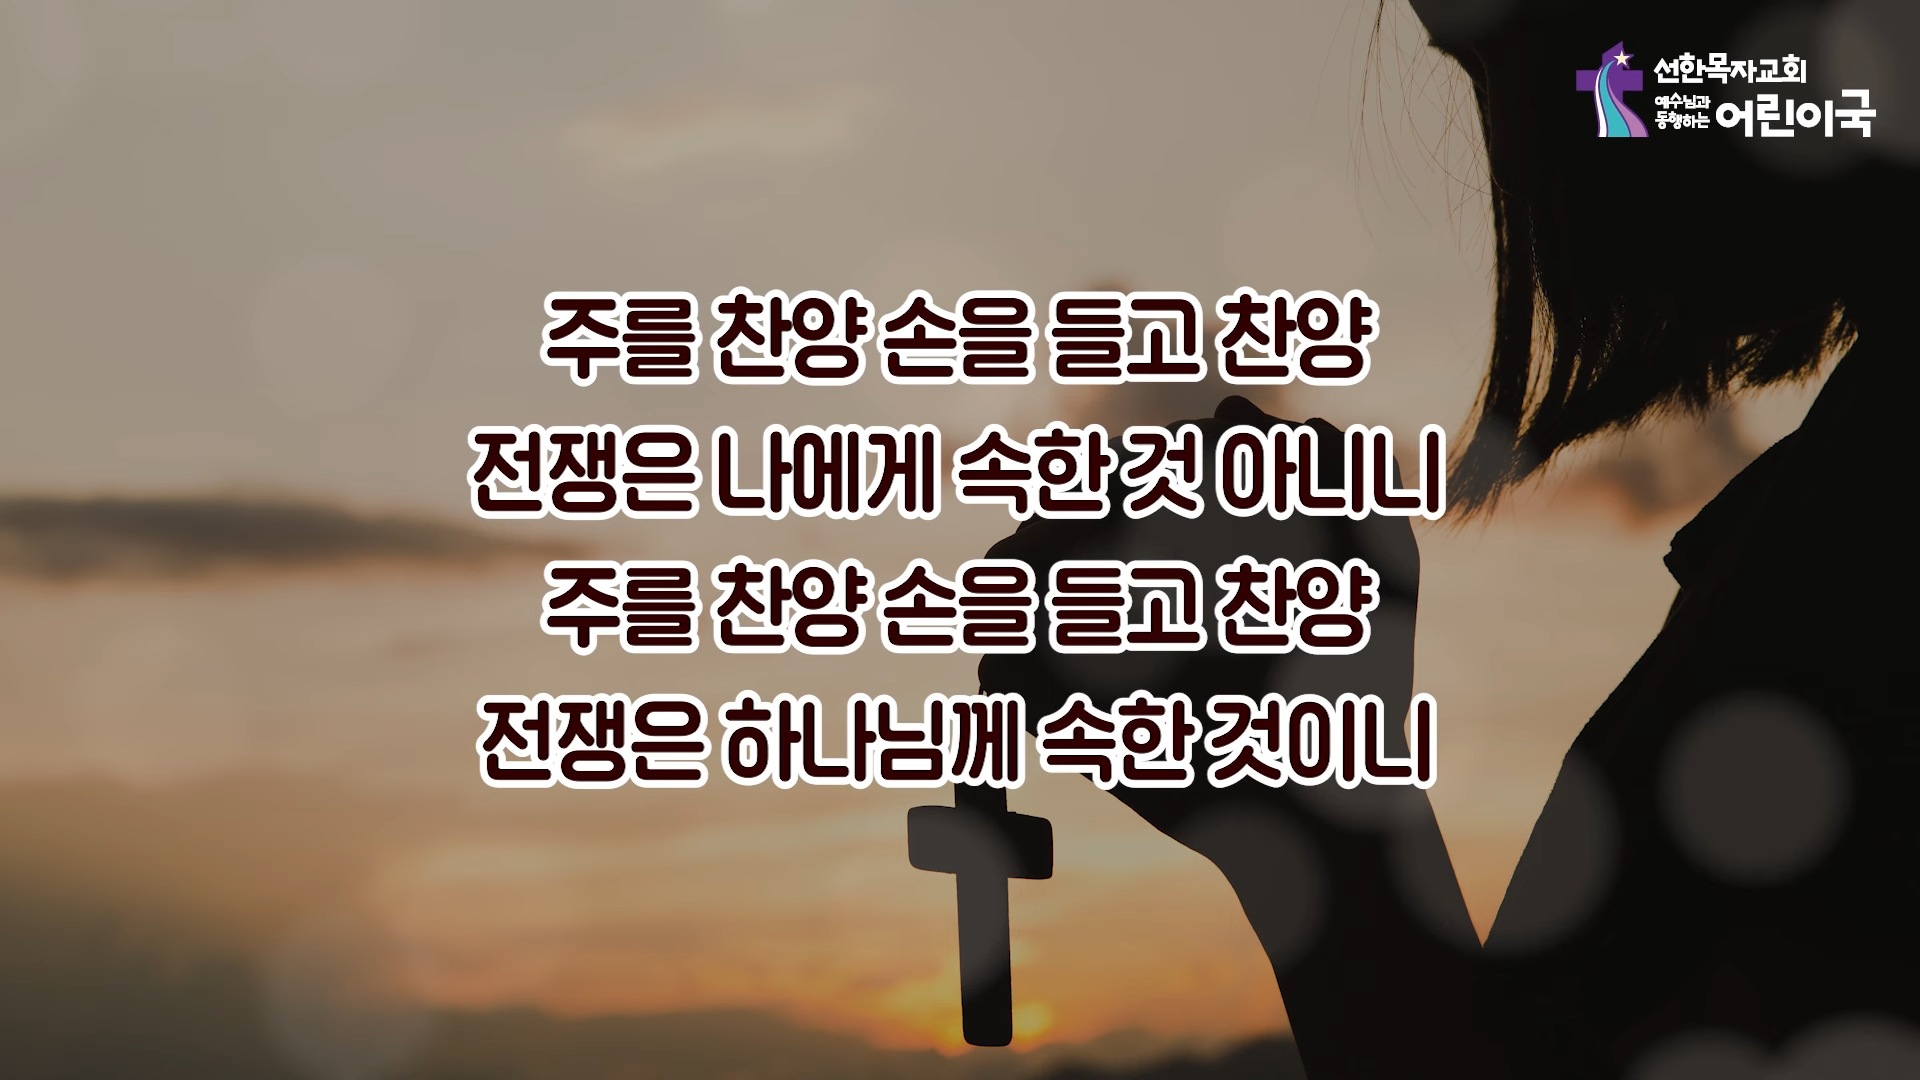 선한목자교회
예수님과
동행하는
어린이국
주를 찬양 손을 들고 찬양
전쟁은 나에게 속한 것 아니니
주를 찬양 손을 들고 찬양
전쟁은 하나님께 속한 것이니